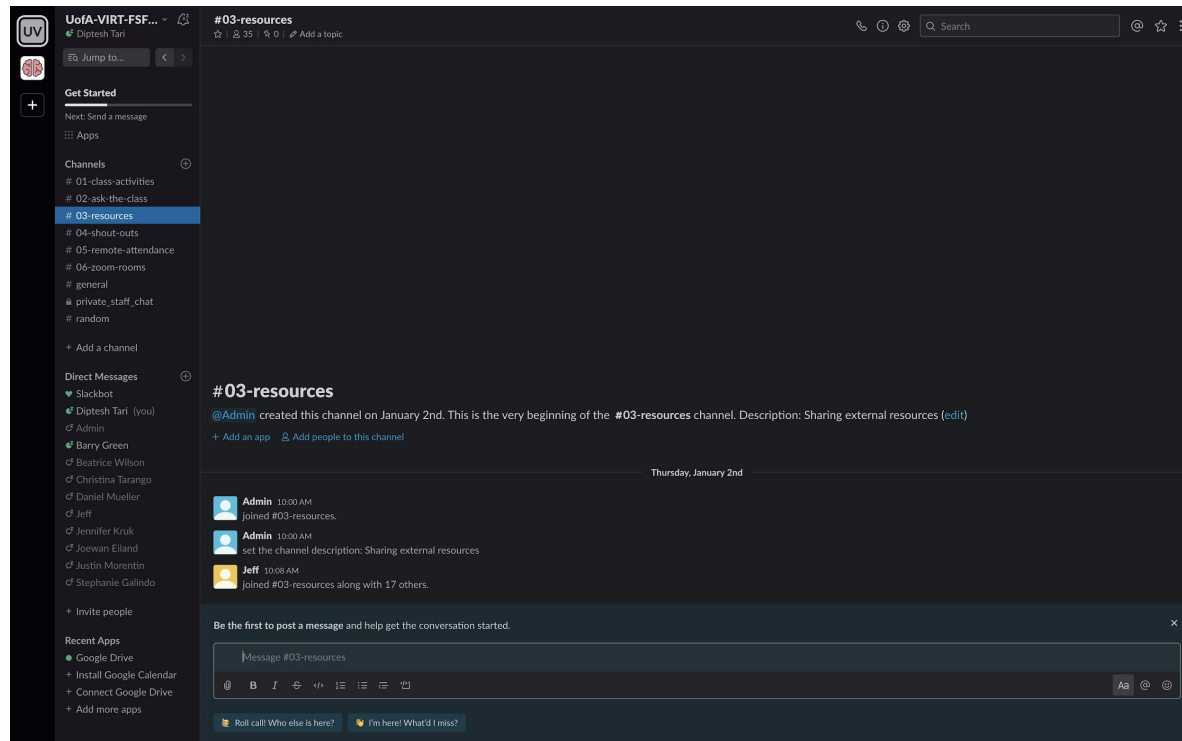 UV
UofA-VIRT-FSF...
Diptesh Tari
Jump to...
Get Started
Next: Send a message
Apps
Channels
# 01-class-activities
# 02-ask-the-class
# 03-resources
# 04-shout-outs
# 05-remote-attendance
# 06-zoom-rooms
# general
private_staff_chat
# random
+ Add a channel
Direct Messages
Slackbot
Diptesh Tari (you)
Admin
Barry Green
Beatrice Wilson
Christina Tarango
Daniel Mueller
Jeff
Jennifer Kruk
Joewan Eiland
Justin Morentin
Stephanie Galindo
+ Invite people
Recent Apps
Google Drive
+ Install Google Calendar
+ Connect Google Drive
+ Add more apps
#03-resources
35 | 0 | Add a topic
Search
#03-resources
@Admin created this channel on January 2nd. This is the very beginning of the #03-resources channel. Description: Sharing external resources (edit)
+ Add an app Add people to this channel
Thursday, January 2nd
Admin 10:00 AM
joined #03-resources.
Admin 10:00 AM
set the channel description: Sharing external resources
Jeff 10:08 AM
joined #03-resources along with 17 others.
Be the first to post a message and help get the conversation started.
Message #03-resources
B I S Aa @
Roll call! Who else is here? I'm here! What'd I miss?